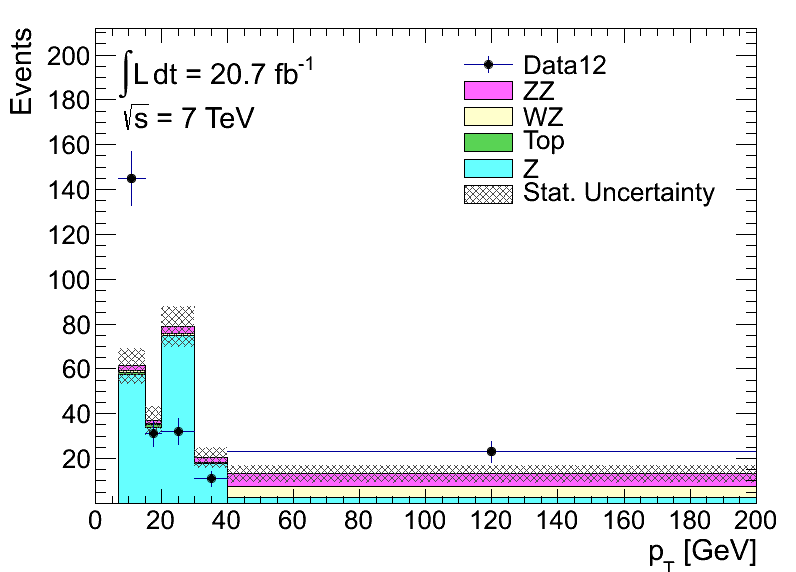 Events
∫L dt = 20.7 fb⁻¹
√s = 7 TeV
Data12
ZZ
WZ
Top
Z
Stat. Uncertainty
200
180
160
140
120
100
80
60
40
20
0 20 40 60 80 100 120 140 160 180 200
p_T [GeV]